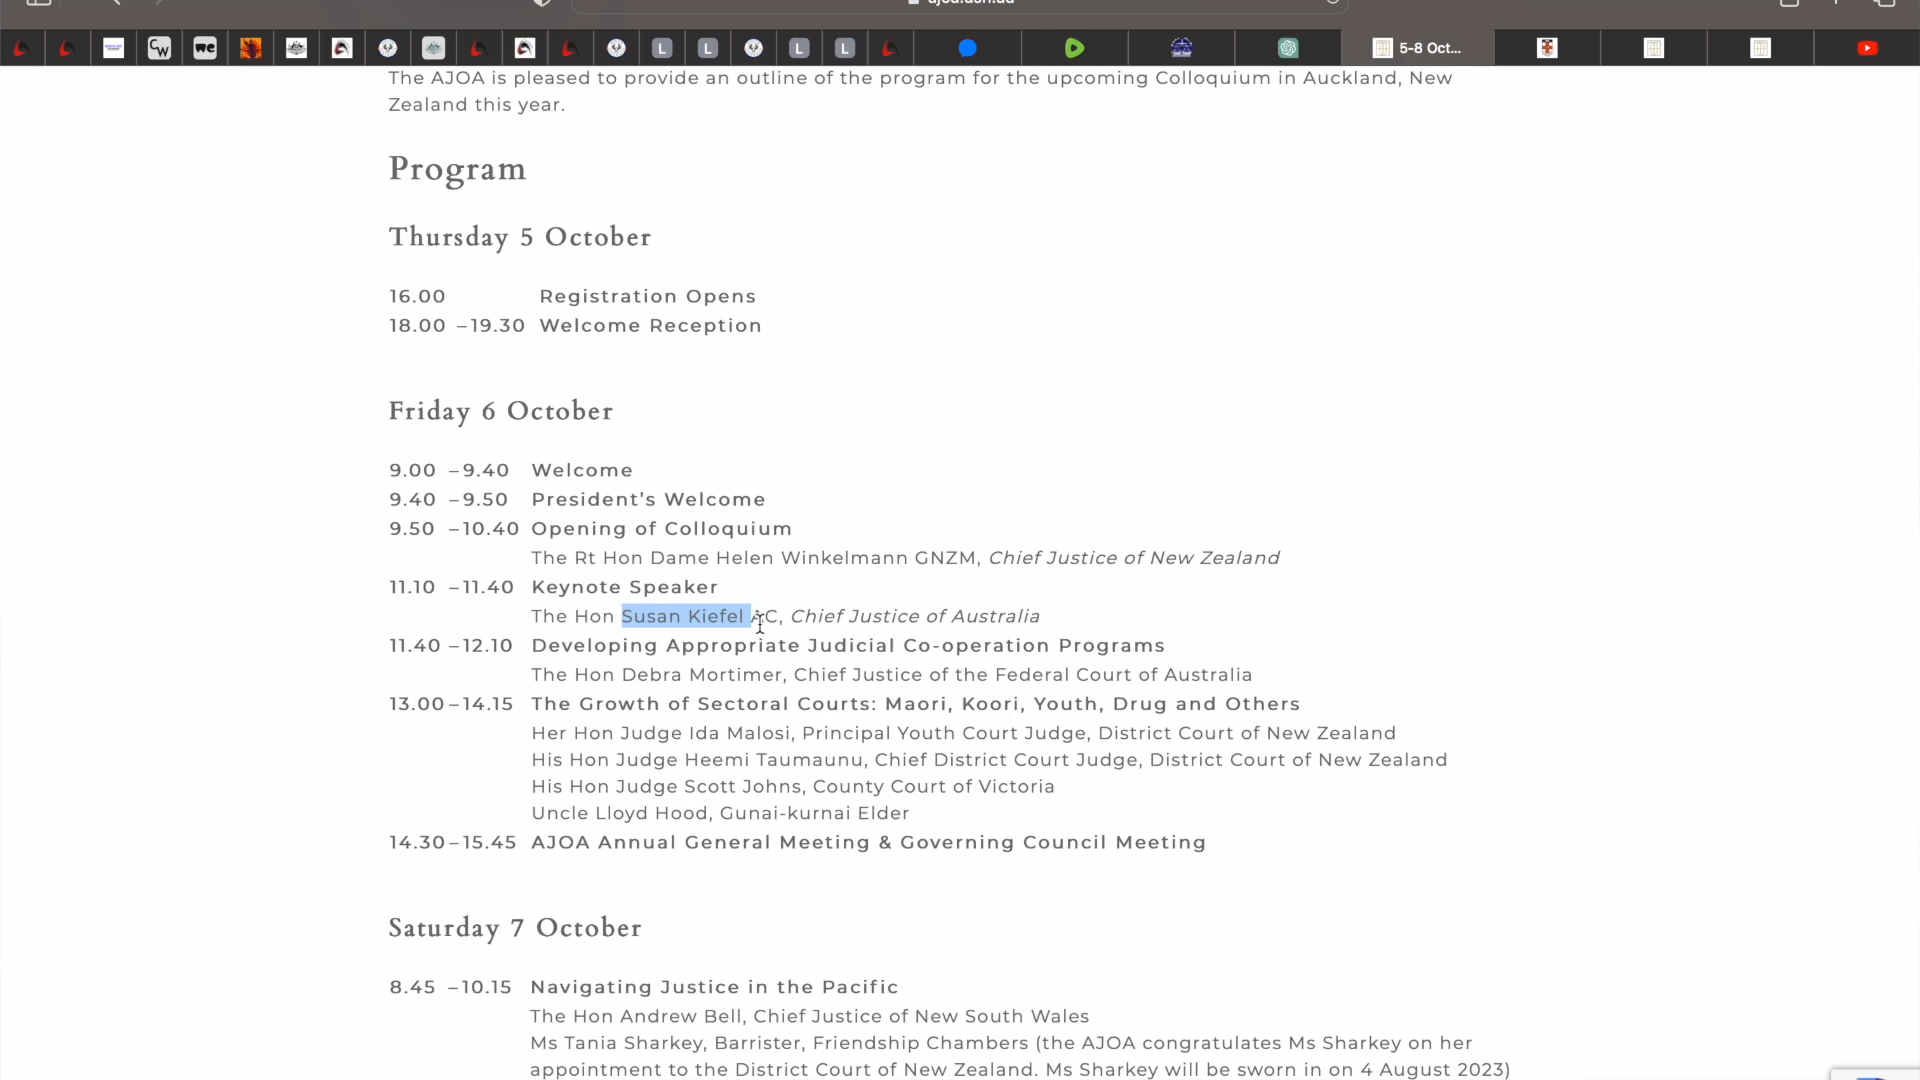 CW
we
L
L
L
L
5-8 Oct...
The AJOA is pleased to provide an outline of the program for the upcoming Colloquium in Auckland, New
Zealand this year.
Program
Thursday 5 October
16.00 Registration Opens
18.00 –19.30 Welcome Reception
Friday 6 October
9.00 –9.40 Welcome
9.40 –9.50 President’s Welcome
9.50 –10.40 Opening of Colloquium
The Rt Hon Dame Helen Winkelmann GNZM, Chief Justice of New Zealand
11.10 –11.40 Keynote Speaker
The Hon Susan Kiefel AC, Chief Justice of Australia
11.40 –12.10 Developing Appropriate Judicial Co-operation Programs
The Hon Debra Mortimer, Chief Justice of the Federal Court of Australia
13.00–14.15 The Growth of Sectoral Courts: Maori, Koori, Youth, Drug and Others
Her Hon Judge Ida Malosi, Principal Youth Court Judge, District Court of New Zealand
His Hon Judge Heemi Taumaunu, Chief District Court Judge, District Court of New Zealand
His Hon Judge Scott Johns, County Court of Victoria
Uncle Lloyd Hood, Gunai-kurnai Elder
14.30–15.45 AJOA Annual General Meeting & Governing Council Meeting
Saturday 7 October
8.45 –10.15 Navigating Justice in the Pacific
The Hon Andrew Bell, Chief Justice of New South Wales
Ms Tania Sharkey, Barrister, Friendship Chambers (the AJOA congratulates Ms Sharkey on her
appointment to the District Court of New Zealand. Ms Sharkey will be sworn in on 4 August 2023)